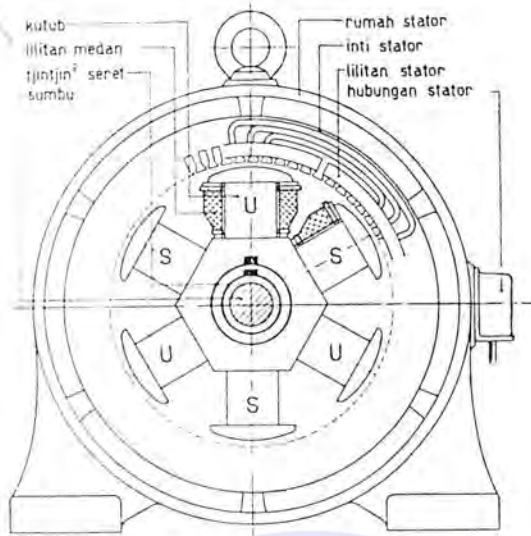 kutub
lilitan medan
tjintjin² seret
sumbu
rumah stator
inti stator
lilitan stator
hubungan stator
U
S
S
U
U
S